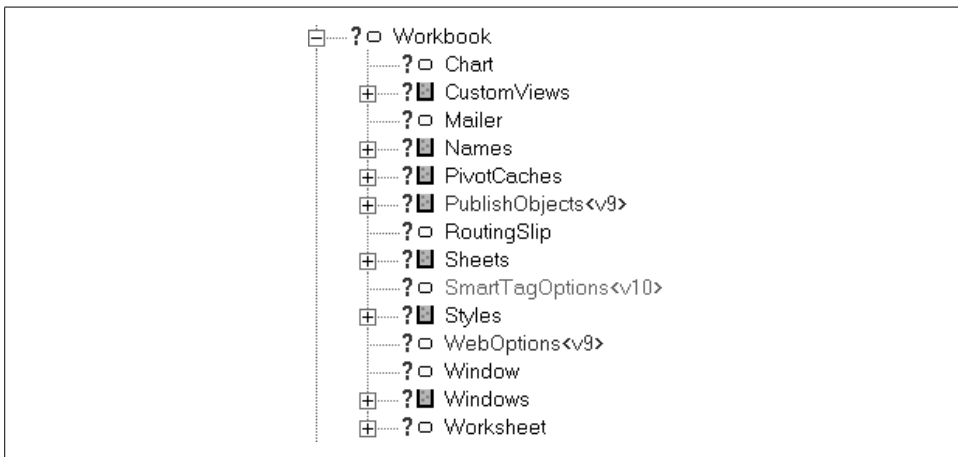 ? Workbook
? Chart
? CustomViews
? Mailer
? Names
? PivotCaches
? PublishObjects<v9>
? RoutingSlip
? Sheets
? SmartTagOptions<v10>
? Styles
? WebOptions<v9>
? Window
? Windows
? Worksheet